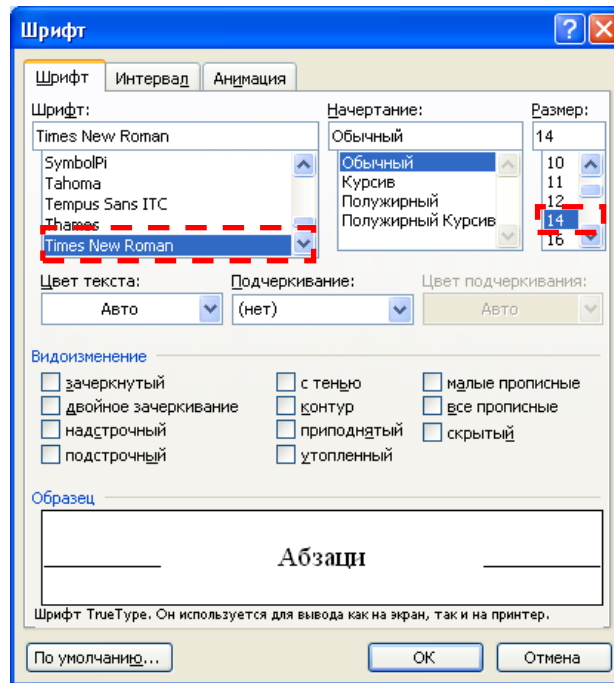 Шрифт
Шрифт Интервал Анимация
Шрифт: Начертание: Размер:
Times New Roman Обычный 14
SymbolPi Обычный 10
Tahoma Курсив 11
Tempus Sans ITC Полужирный 12
Thames Полужирный Курсив 14
Times New Roman 16
Цвет текста: Подчеркивание: Цвет подчеркивания:
Авто (нет) Авто
Видоизменение
зачеркнутый с тенью малые прописные
двойное зачеркивание контур все прописные
надстрочный приподнятый скрытый
подстрочный утопленный
Образец
Абзаци
Шрифт TrueType. Он используется для вывода как на экран, так и на принтер.
По умолчанию... ОК Отмена